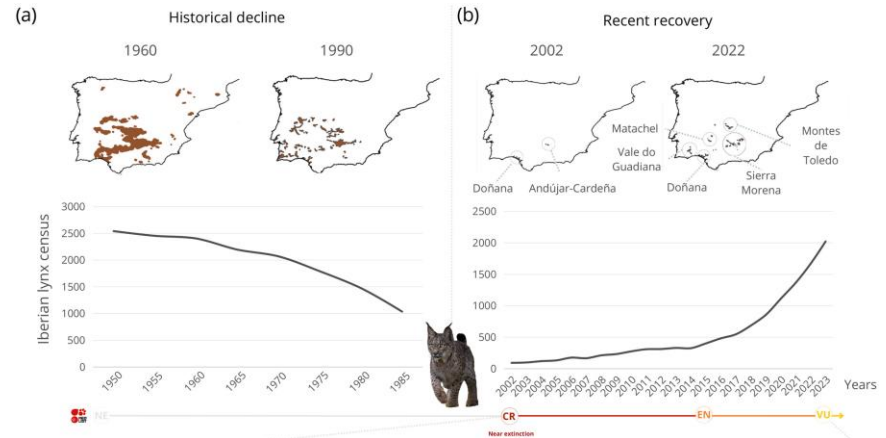 (a)
Historical decline
1960
1990
(b)
Recent recovery
2002
2022
Doñana
Andújar-Cardeña
Matachel
Vale do
Guadiana
Doñana
Sierra
Morena
Montes
de
Toledo
Iberian lynx census
3000
2500
2000
1500
1000
500
0
1950
1955
1960
1965
1970
1975
1980
1985
2500
2000
1500
1000
500
0
2002
2003
2004
2005
2006
2007
2008
2009
2010
2011
2012
2013
2014
2015
2016
2017
2018
2019
2020
2021
2022
2023
Years
NE
CR
EN
VU
Near extinction